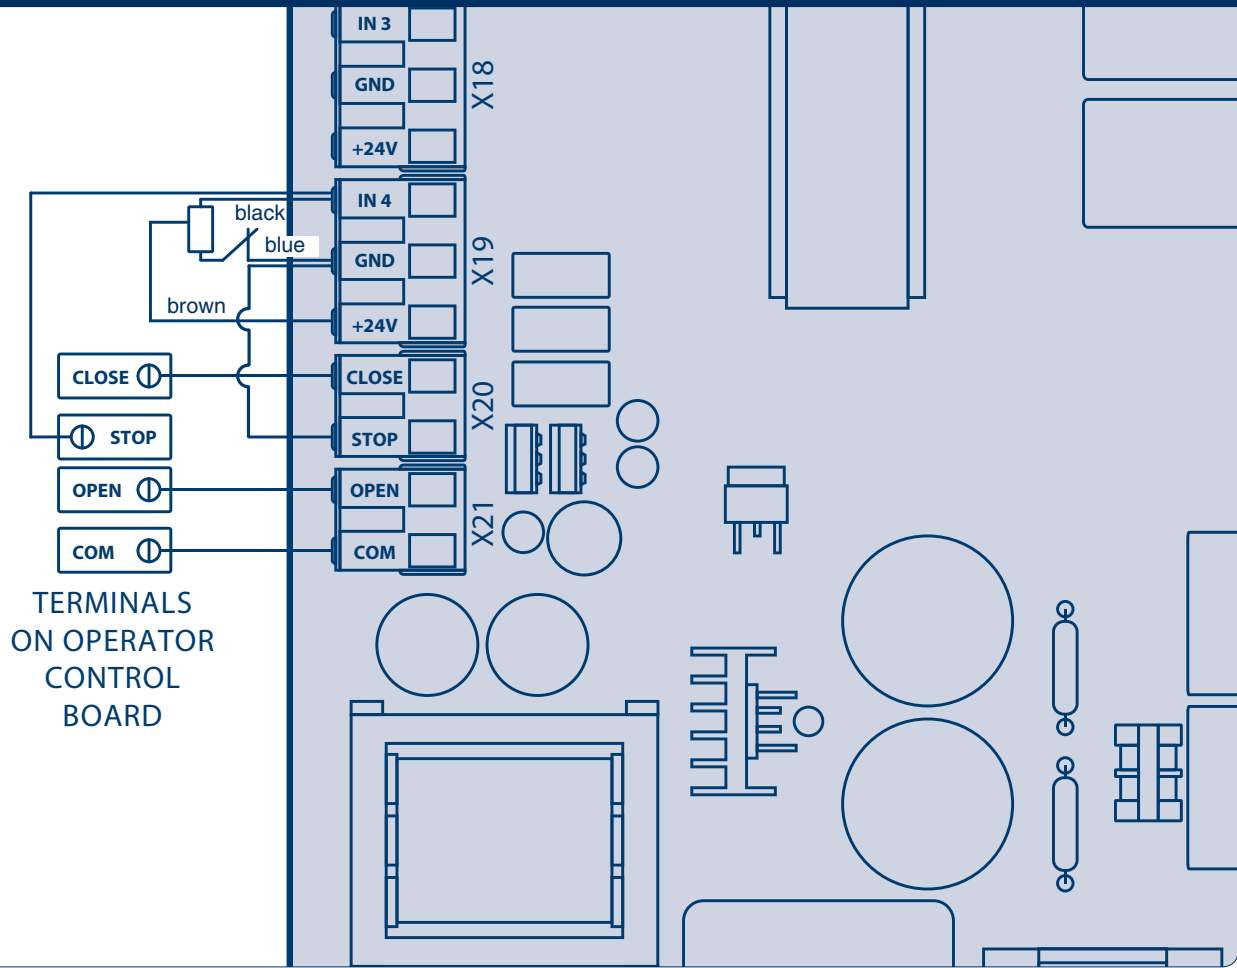 IN 3
GND
+24V
X18
IN 4
black
blue
GND
X19
brown
+24V
CLOSE
CLOSE
X20
STOP
STOP
OPEN
OPEN
X21
COM
COM
TERMINALS
ON OPERATOR
CONTROL
BOARD